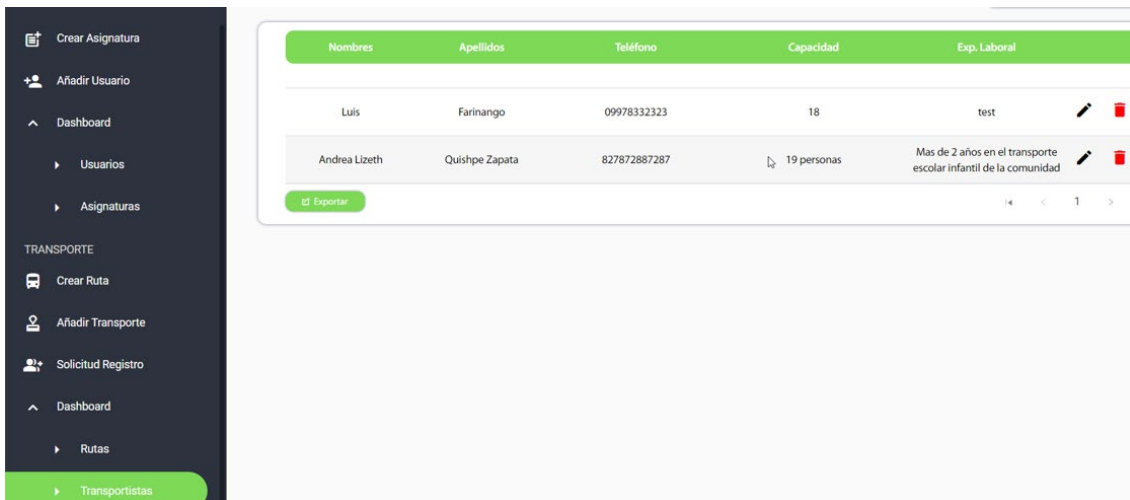 Crear Asignatura
Añadir Usuario
Dashboard
Usuarios
Asignaturas
TRANSPORTE
Crear Ruta
Añadir Transporte
Solicitud Registro
Dashboard
Rutas
Transportistas
Nombres Apellidos Teléfono Capacidad Exp. Laboral
Luis Farinango 09978332323 18 test
Andrea Lizeth Quishpe Zapata 827872887287 19 personas Mas de 2 años en el transporte
escolar infantil de la comunidad
Exportar 1